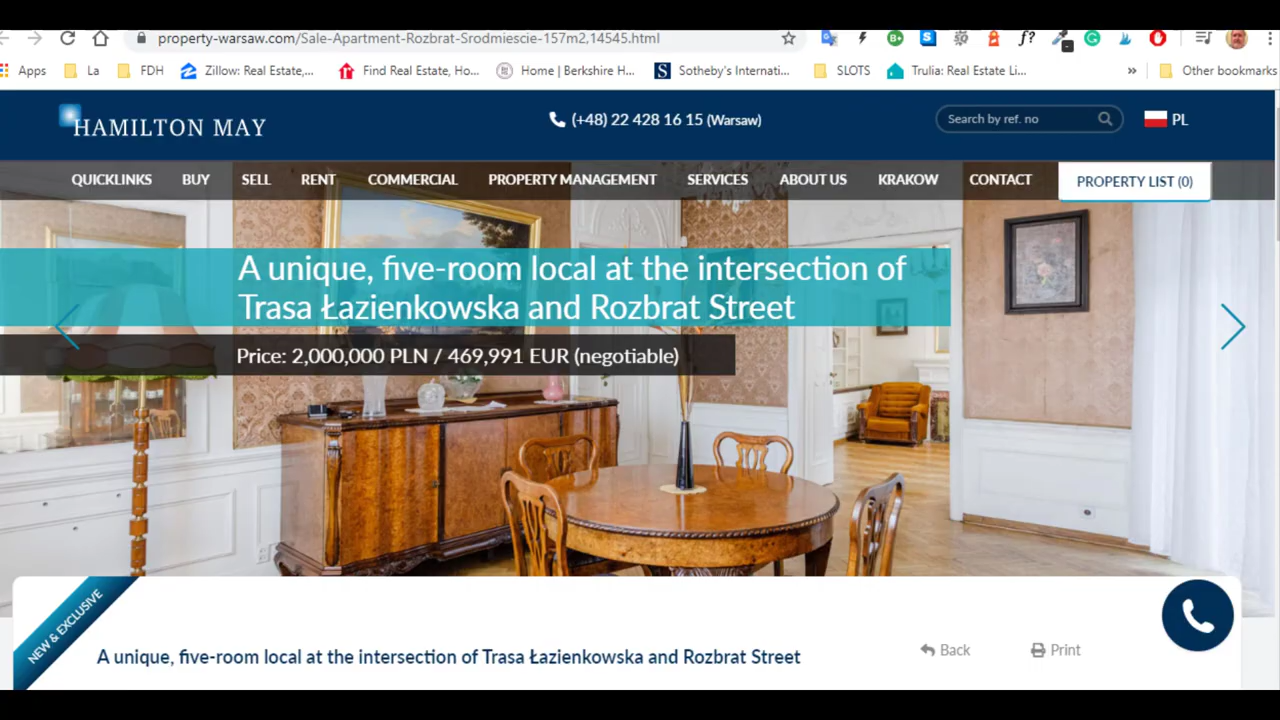 property-warsaw.com/Sale-Apartment-Rozbrat-Srodmiescie-157m2,14545.html
Apps
La
FDH
Zillow: Real Estate,...
Find Real Estate, Ho...
Home | Berkshire H...
Sotheby's Internati...
SLOTS
Trulia: Real Estate Li...
»
Other bookmarks
HAMILTON MAY
(+48) 22 428 16 15 (Warsaw)
Search by ref. no
PL
QUICKLINKS
BUY
SELL
RENT
COMMERCIAL
PROPERTY MANAGEMENT
SERVICES
ABOUT US
KRAKOW
CONTACT
PROPERTY LIST (0)
A unique, five-room local at the intersection of
Trasa Łazienkowska and Rozbrat Street
Price: 2,000,000 PLN / 469,991 EUR (negotiable)
NEW & EXCLUSIVE
A unique, five-room local at the intersection of Trasa Łazienkowska and Rozbrat Street
Back
Print